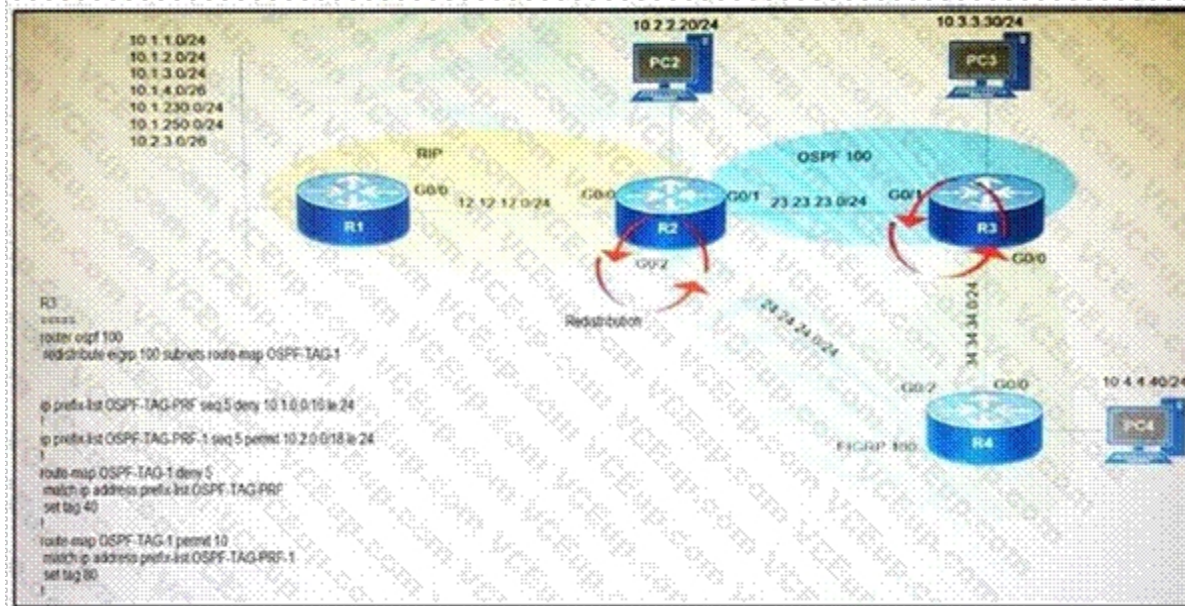 10.1.1.0/24
10.1.2.0/24
10.1.3.0/24
10.1.4.0/26
10.1.230.0/24
10.1.250.0/24
10.2.3.0/26
10.2.2.20/24
PC2
10.3.3.30/24
PC3
RIP
OSPF 100
G0/0
12.12.12.0/24
G0/0
G0/1
23.23.23.0/24
G0/1
R1
R2
R3
G0/2
G0/0
Redistribution
24.24.24.0/24
34.34.34.0/24
G0/2
G0/0
10.4.4.40/24
PC4
R4
EIGRP 100
R3
=====
router ospf 100
redistribute eigrp 100 subnets route-map OSPF-TAG-1
ip prefix-list OSPF-TAG-PRF seq 5 deny 10.1.0.0/16 le 24
!
ip prefix-list OSPF-TAG-PRF-1 seq 5 permit 10.2.0.0/18 le 24
!
route-map OSPF-TAG-1 deny 5
match ip address prefix-list OSPF-TAG-PRF
set tag 40
!
route-map OSPF-TAG-1 permit 10
match ip address prefix-list OSPF-TAG-PRF-1
set tag 80
!